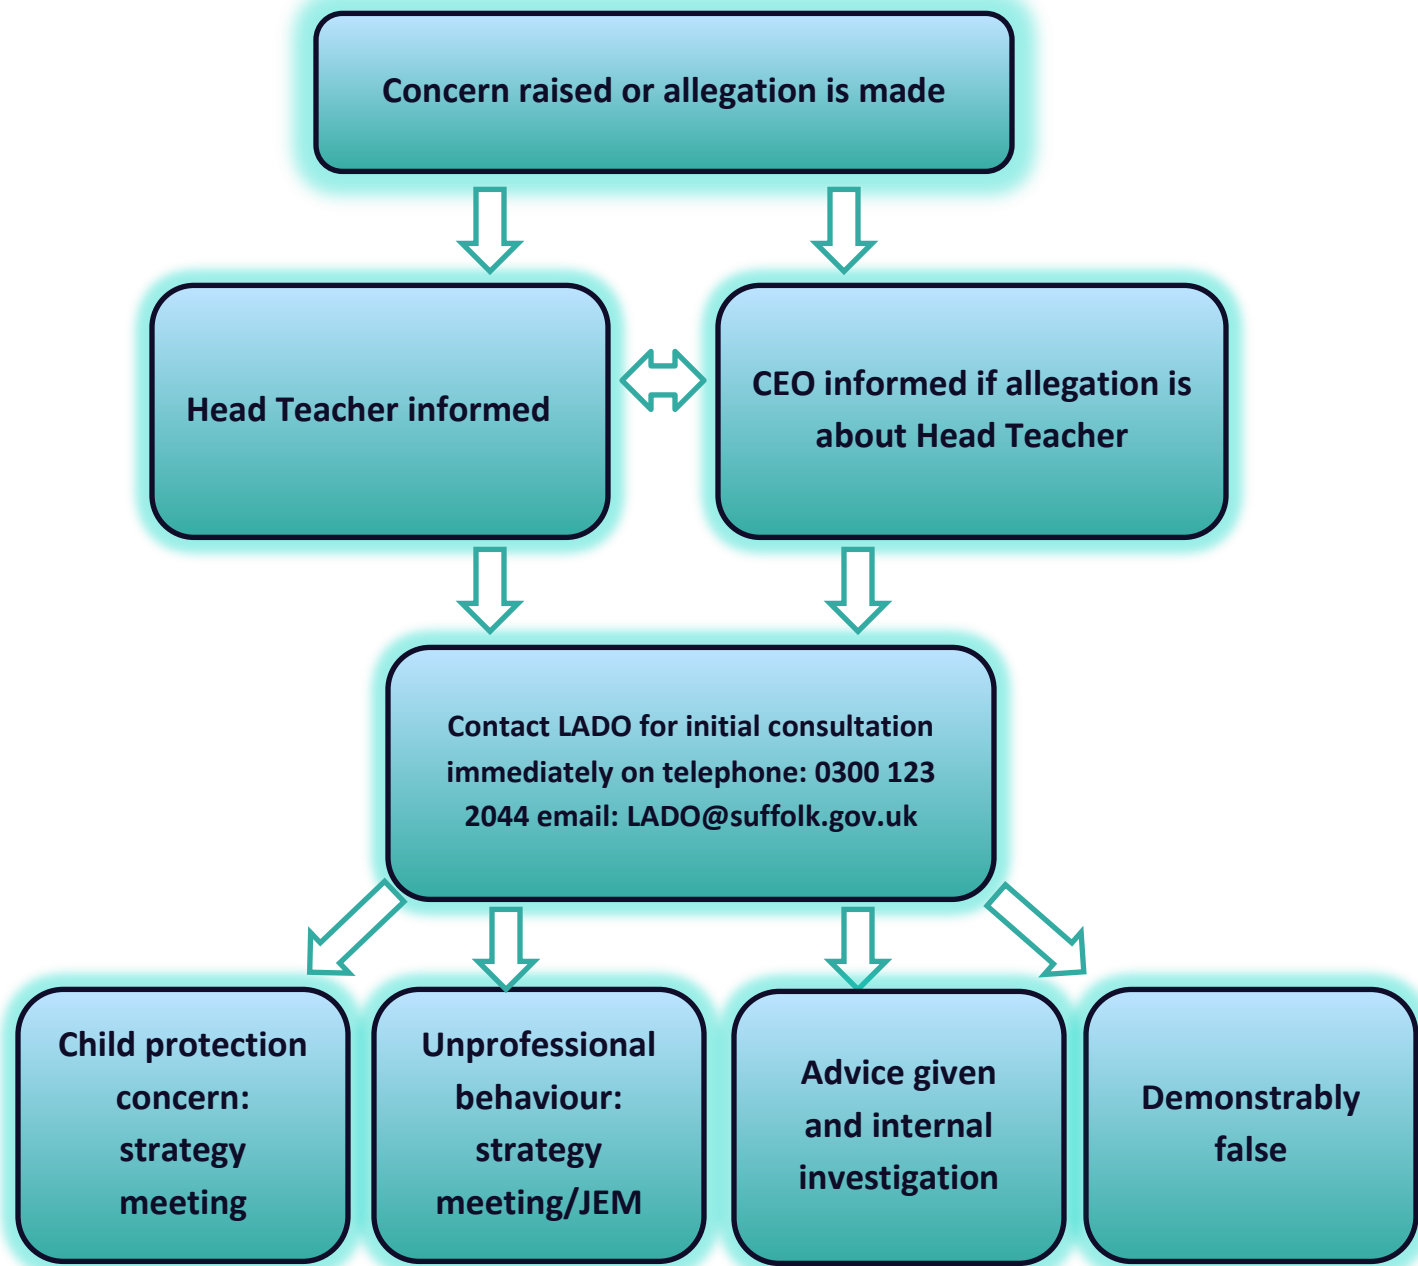 Concern raised or allegation is made
Head Teacher informed
CEO informed if allegation is
about Head Teacher
Contact LADO for initial consultation
immediately on telephone: 0300 123
2044 email: LADO@suffolk.gov.uk
Child protection
concern:
strategy
meeting
Unprofessional
behaviour:
strategy
meeting/JEM
Advice given
and internal
investigation
Demonstrably
false